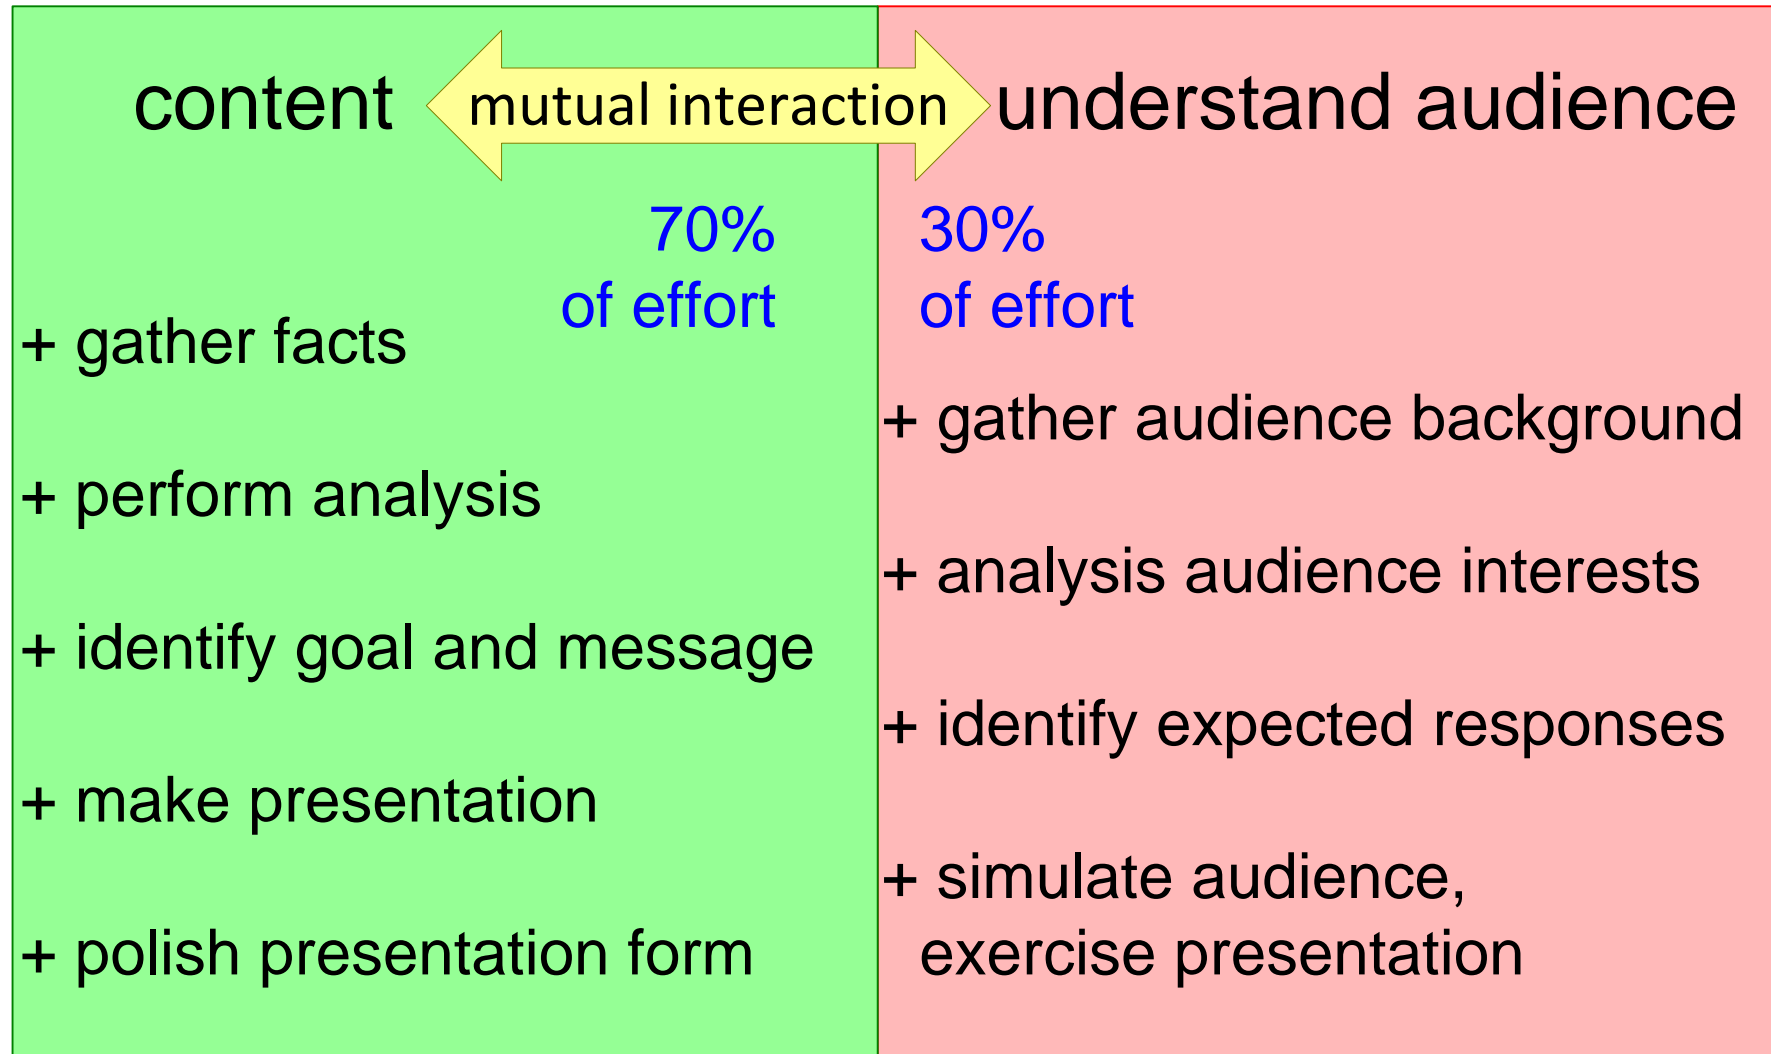 content
mutual interaction
understand audience
70%
of effort
+ gather facts
+ perform analysis
+ identify goal and message
+ make presentation
+ polish presentation form
30%
of effort
+ gather audience background
+ analysis audience interests
+ identify expected responses
+ simulate audience,
exercise presentation